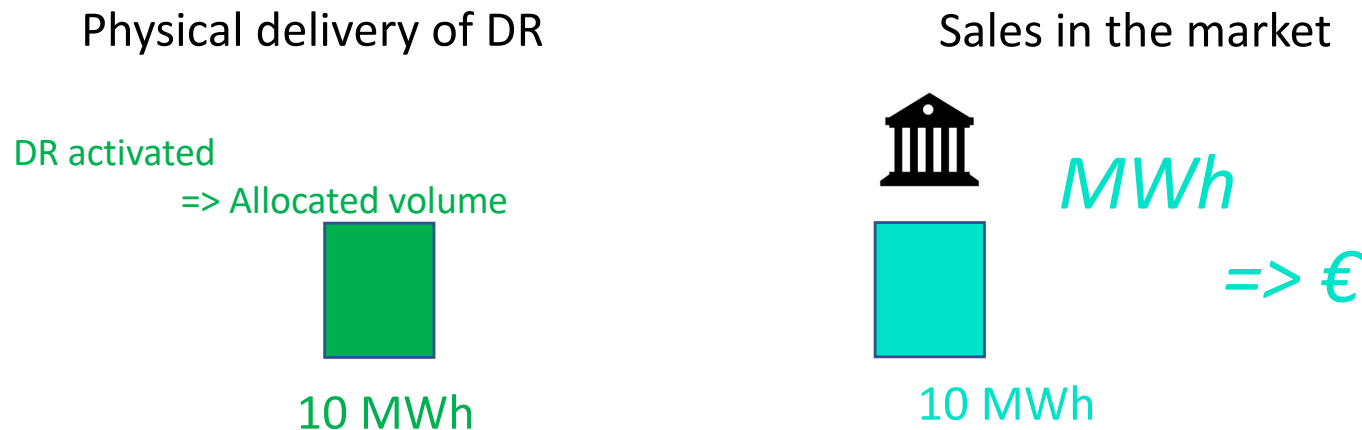 Physical delivery of DR
Sales in the market
DR activated
=> Allocated volume
MWh
=> €
10 MWh
10 MWh